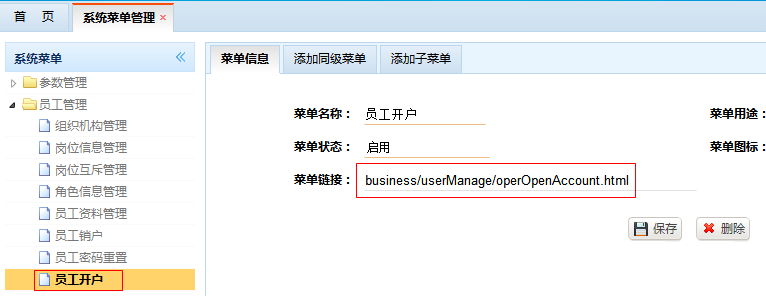 首 页 系统菜单管理 ×
系统菜单 «
菜单信息 添加同级菜单 添加子菜单
参数管理
员工管理
组织机构管理
岗位信息管理
岗位互斥管理
角色信息管理
员工资料管理
员工销户
员工密码重置
员工开户
菜单名称： 员工开户 菜单用途：
菜单状态： 启用 菜单图标：
菜单链接： business/userManage/operOpenAccount.html
保存 删除